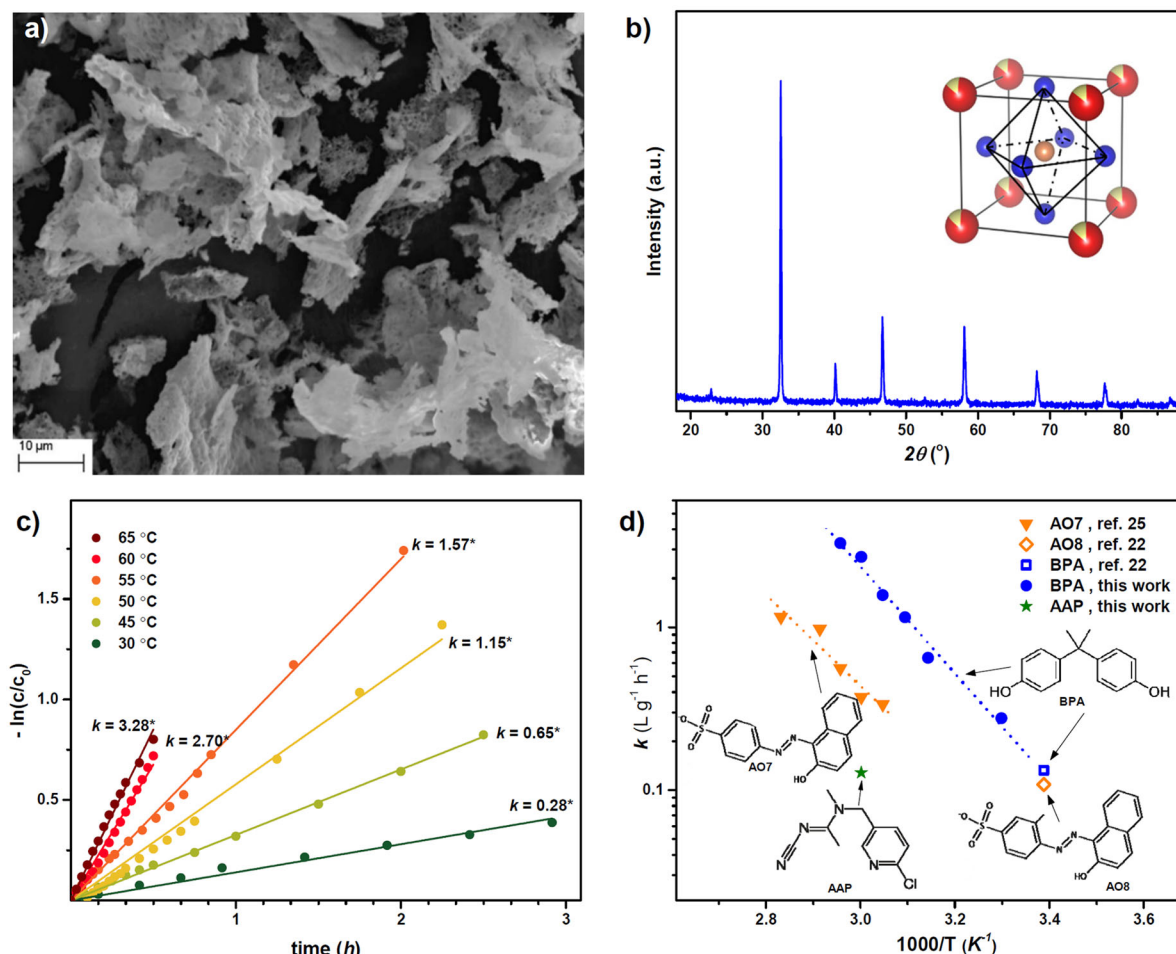 a)
10 µm
b)
Intensity (a.u.)
20 30 40 50 60 70 80
2θ (°)
c)
65 °C
60 °C
55 °C
50 °C
45 °C
30 °C
k = 1.57*
k = 1.15*
k = 3.28*
k = 2.70*
k = 0.65*
k = 0.28*
1.5
1.0
0.5
- ln(c/c₀)
1 2 3
time (h)
d)
AO7 , ref. 25
AO8 , ref. 22
BPA , ref. 22
BPA , this work
AAP , this work
1
0.1
k (L g⁻¹ h⁻¹)
⁻O
O
S
O
N
N
HO
AO7
HO
OH
BPA
N
N
N
N
Cl
AAP
⁻O
O
S
O
N
N
HO
AO8
2.8 3.0 3.2 3.4 3.6
1000/T (K⁻¹)